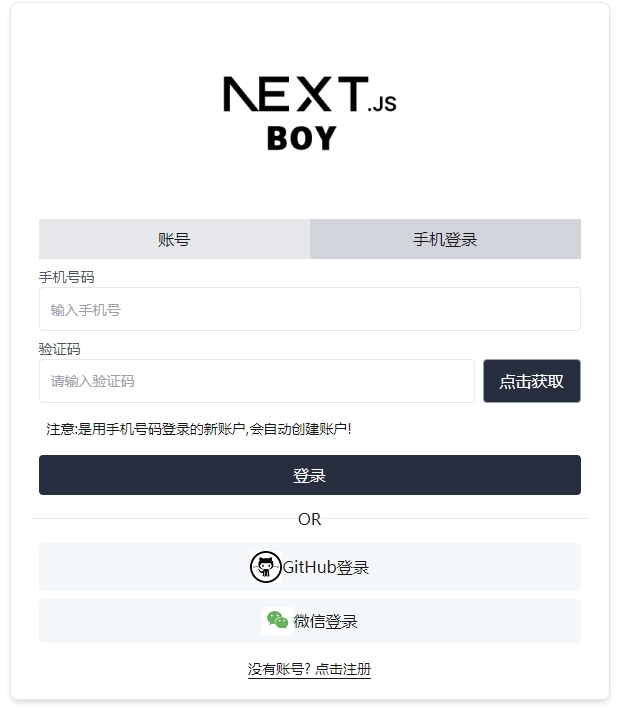 NEXT.JS
BOY
账号 手机登录
手机号码
输入手机号
验证码
请输入验证码 点击获取
注意:是用手机号码登录的新账户,会自动创建账户!
登录
OR
GitHub登录
微信登录
没有账号? 点击注册